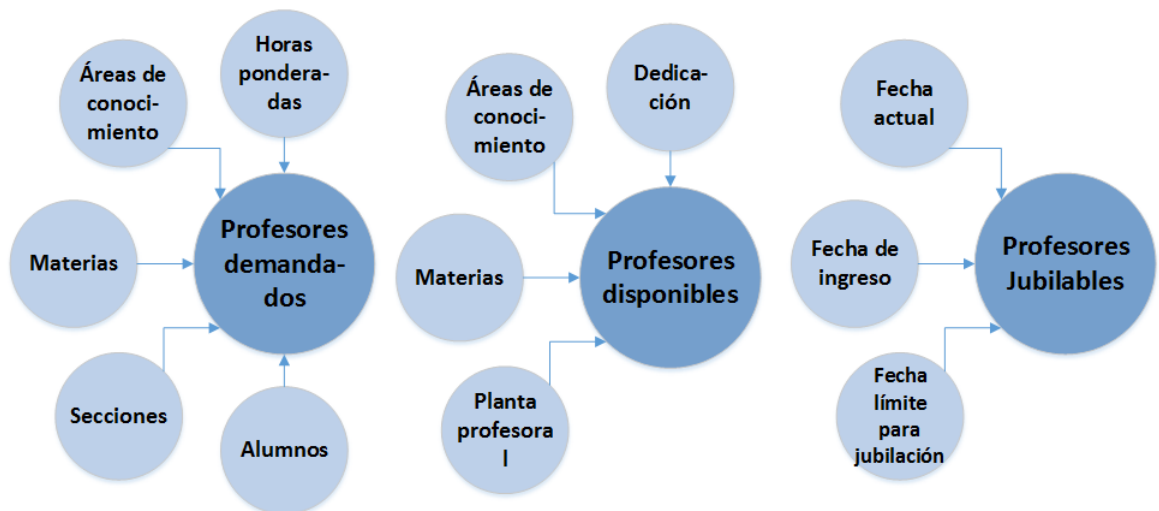 Horas
pondera-
das
Áreas de
conoci-
miento
Materias
Secciones
Alumnos
Profesores
demanda-
dos
Dedica-
ción
Áreas de
conoci-
miento
Materias
Planta
profesora
l
Profesores
disponibles
Fecha
actual
Fecha de
ingreso
Fecha
límite
para
jubilación
Profesores
Jubilables